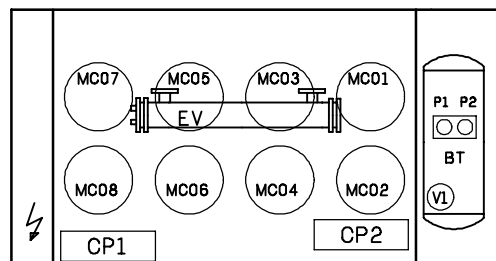 MC07 MC05 MC03 MC01
EV
MC08 MC06 MC04 MC02
CP1 CP2
P1 P2
BT
V1